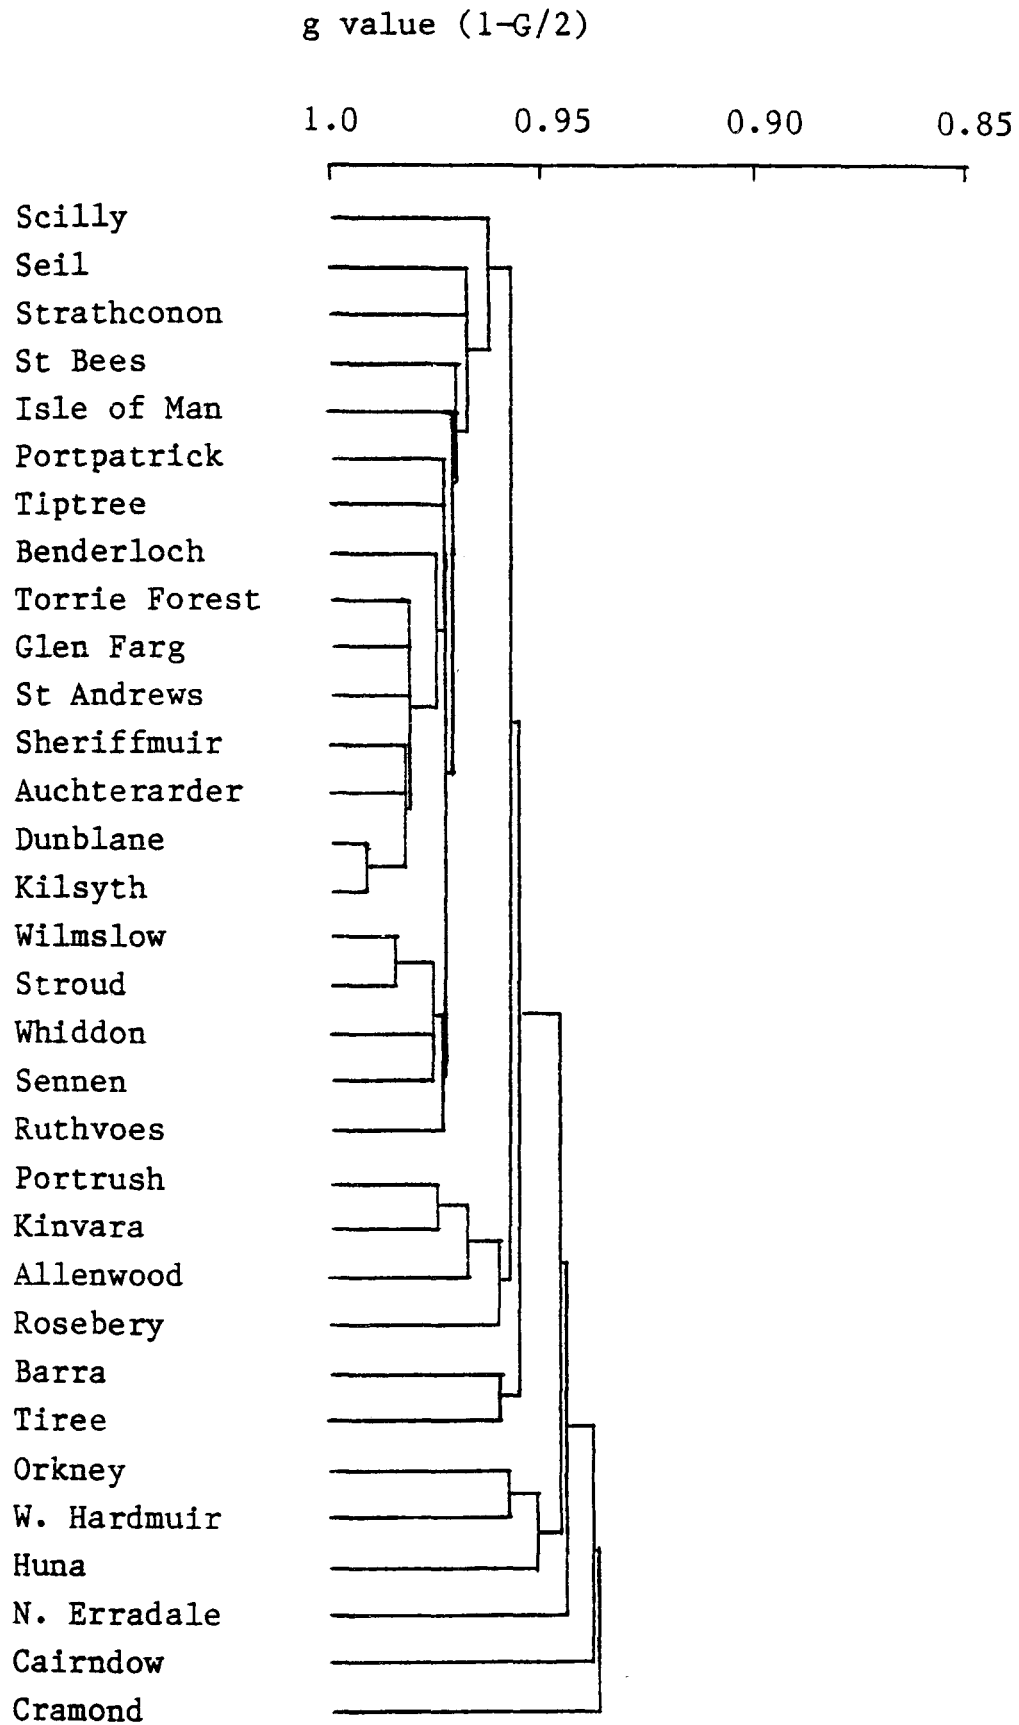 g value (1-G/2)
1.0 0.95 0.90 0.85
Scilly
Seil
Strathconon
St Bees
Isle of Man
Portpatrick
Tiptree
Benderloch
Torrie Forest
Glen Farg
St Andrews
Sheriffmuir
Auchterarder
Dunblane
Kilsyth
Wilmslow
Stroud
Whiddon
Sennen
Ruthvoes
Portrush
Kinvara
Allenwood
Rosebery
Barra
Tiree
Orkney
W. Hardmuir
Huna
N. Erradale
Cairndow
Cramond